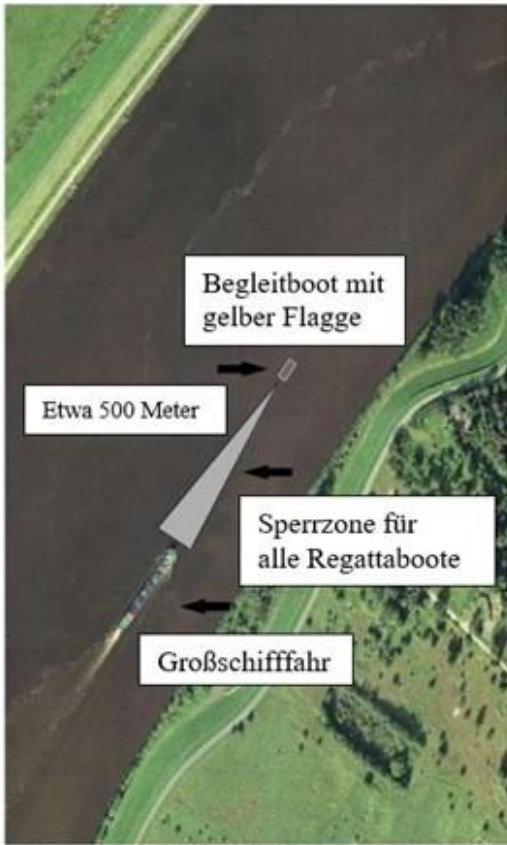 Begleitboot mit
gelber Flagge
Etwa 500 Meter
Sperrzone für
alle Regattaboote
Großschifffahr